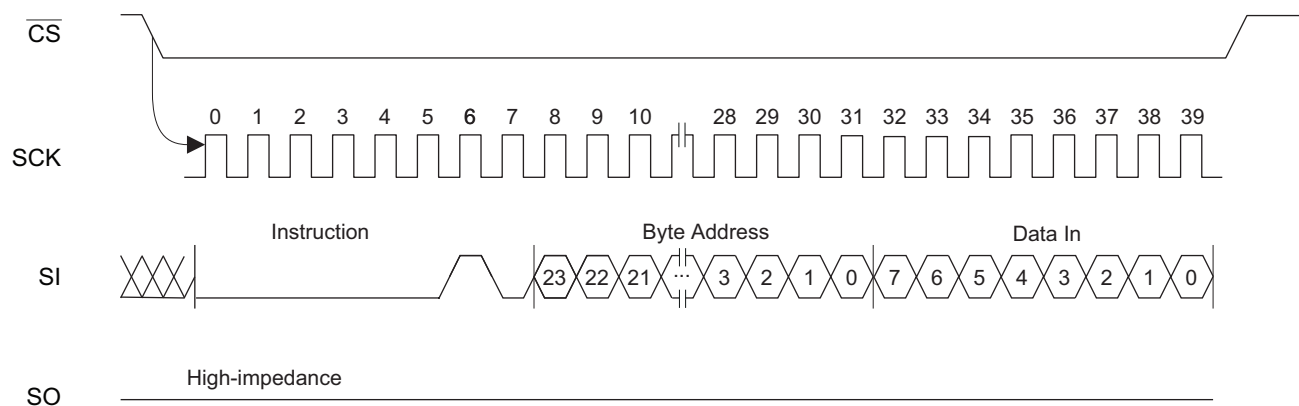 CS
0 1 2 3 4 5 6 7 8 9 10 28 29 30 31 32 33 34 35 36 37 38 39
SCK
Instruction Byte Address Data In
SI 23 22 21 ... 3 2 1 0 7 6 5 4 3 2 1 0
High-impedance
SO